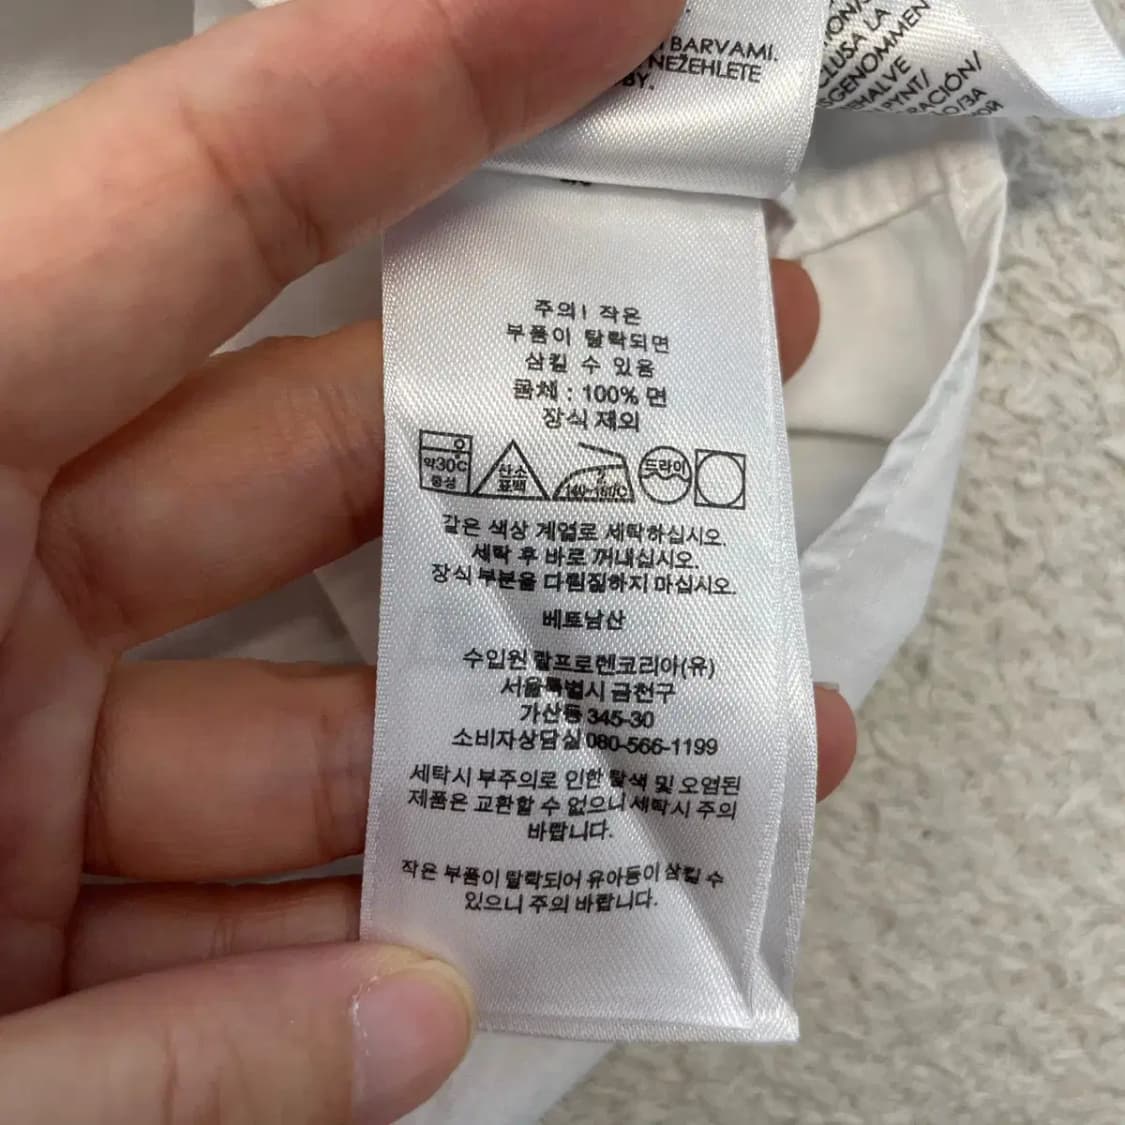 BARVAMI.
NEŽEHLETE
BY.
CLUSA LA
SGENOMMEN
EHALVE
PYNT/
RACIÓN/
주의! 작은
부품이 탈락되면
삼킬 수 있음
몸체 : 100% 면
장식 제외
약30℃
중성
산소
표백
2
140~160℃
드라이
같은 색상 계열로 세탁하십시오.
세탁 후 바로 꺼내십시오.
장식 부분을 다림질하지 마십시오.
베트남산
수입원 랄프로렌코리아(유)
서울특별시 금천구
가산동 345-30
소비자상담실 080-566-1199
세탁시 부주의로 인한 탈색 및 오염된
제품은 교환할 수 없으니 세탁시 주의
바랍니다.
작은 부품이 탈락되어 유아등이 삼킬 수
있으니 주의 바랍니다.